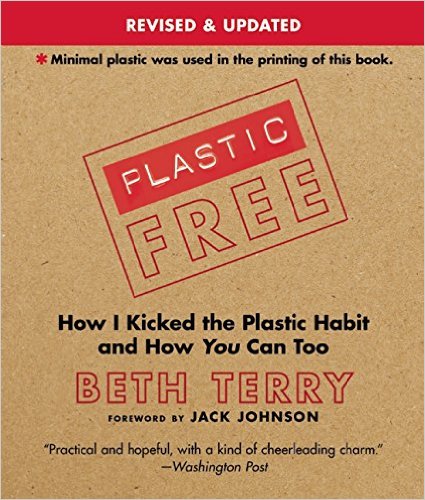 REVISED & UPDATED
* Minimal plastic was used in the printing of this book.
PLASTIC
FREE
How I Kicked the Plastic Habit
and How You Can Too
BETH TERRY
FOREWORD BY JACK JOHNSON
“Practical and hopeful, with a kind of cheerleading charm.”
—Washington Post